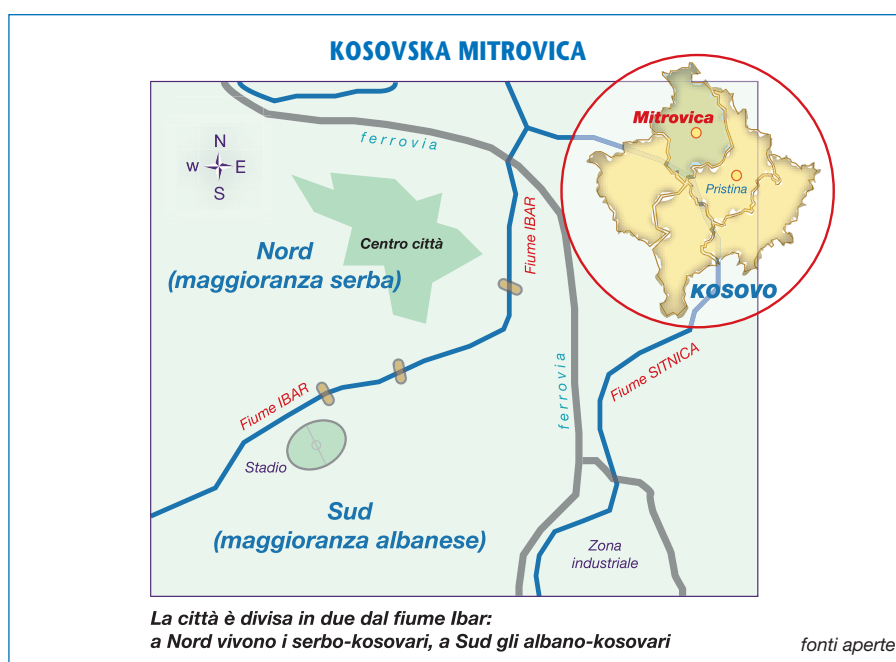 KOSOVSKA MITROVICA
ferrovia
Mitrovica
N
W E
S
Pristina
Fiume IBAR
Centro città
Nord
(maggioranza serba)
KOSOVO
ferrovia
Fiume SITNICA
Fiume IBAR
Stadio
Sud
(maggioranza albanese)
Zona
industriale
La città è divisa in due dal fiume Ibar:
a Nord vivono i serbo-kosovari, a Sud gli albano-kosovari
fonti aperte